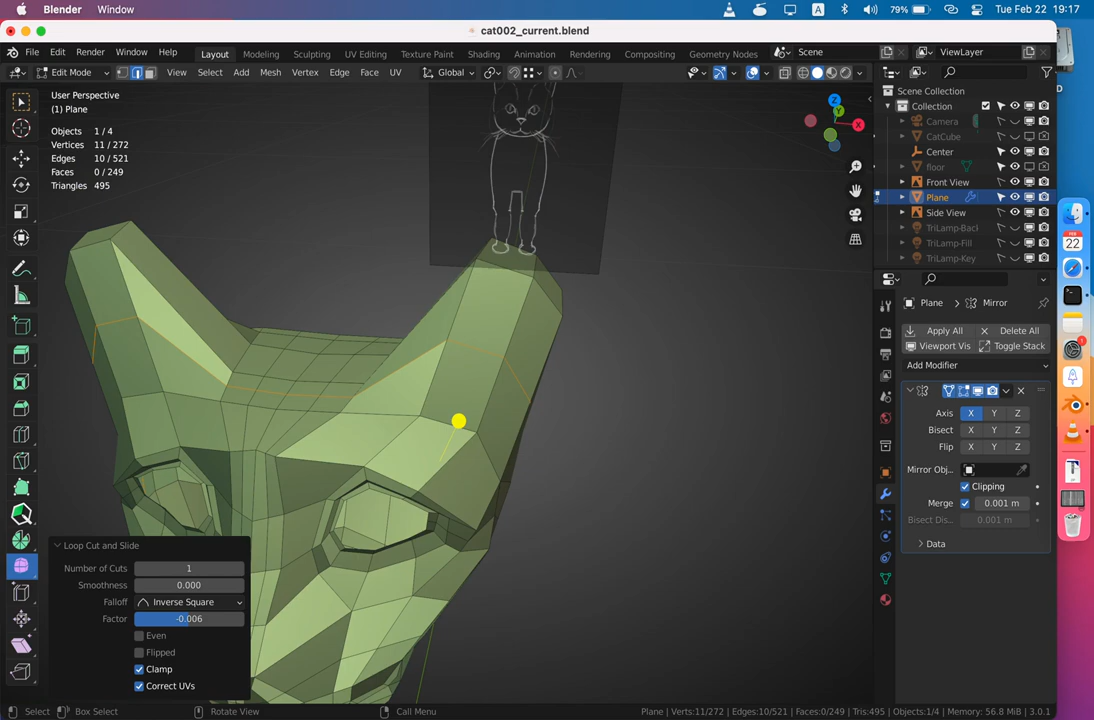 Blender Window A 79% Tue Feb 22 19:17
cat002_current.blend
File Edit Render Window Help Layout Modeling Sculpting UV Editing Texture Paint Shading Animation Rendering Compositing Geometry Nodes Scene ViewLayer
Edit Mode View Select Add Mesh Vertex Edge Face UV Global
User Perspective
(1) Plane
Objects 1 / 4
Vertices 11 / 272
Edges 10 / 521
Faces 0 / 249
Triangles 495
Z
Y
X
Scene Collection
Collection
Camera
CatCube
Center
floor
Front View
Plane
Side View
TriLamp-Back
TriLamp-Fill
TriLamp-Key
FEB
22
1
Plane > Mirror
Apply All Delete All
Viewport Vis Toggle Stack
Add Modifier
Axis X Y Z
Bisect X Y Z
Flip X Y Z
Mirror Obj...
Clipping
Merge 0.001 m
Bisect Dis... 0.001 m
Data
Loop Cut and Slide
Number of Cuts 1
Smoothness 0.000
Falloff Inverse Square
Factor -0.006
Even
Flipped
Clamp
Correct UVs
Select Box Select Rotate View Call Menu Plane | Verts:11/272 | Edges:10/521 | Faces:0/249 | Tris:495 | Objects:1/4 | Memory: 56.8 MiB | 3.0.1